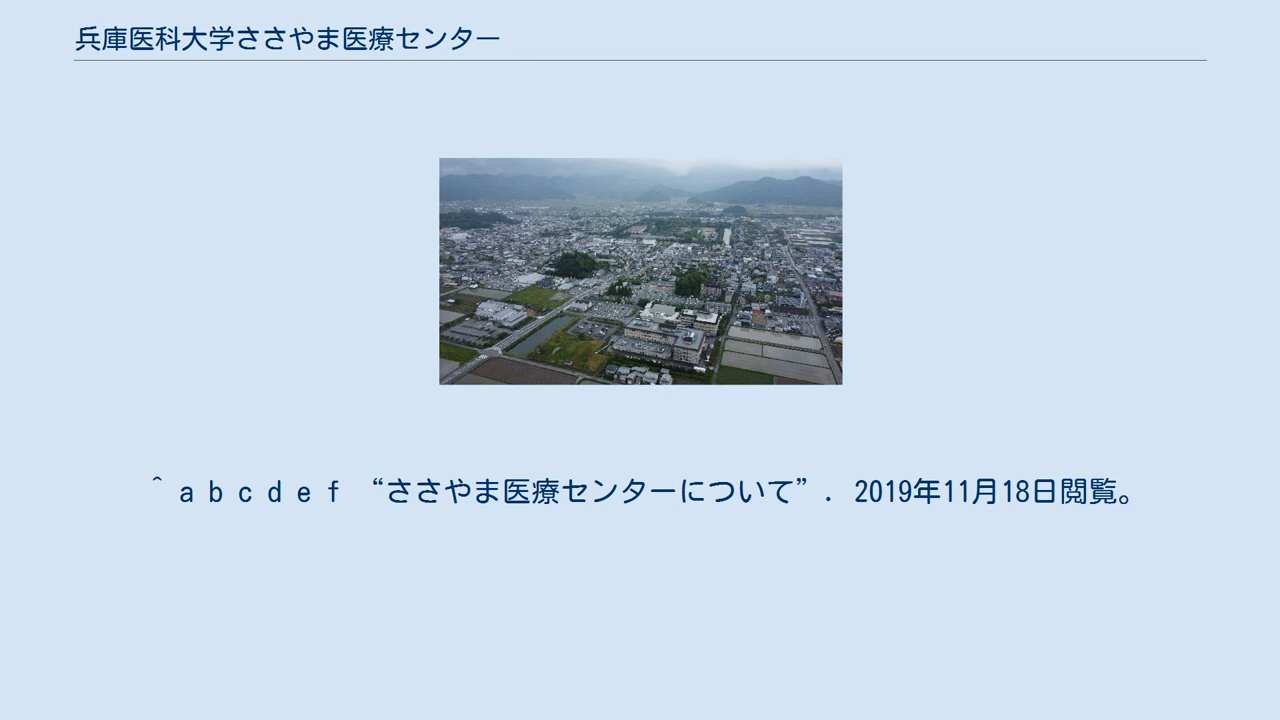 兵庫医科大学ささやま医療センター
^ a b c d e f “ささやま医療センターについて”. 2019年11月18日閲覧。